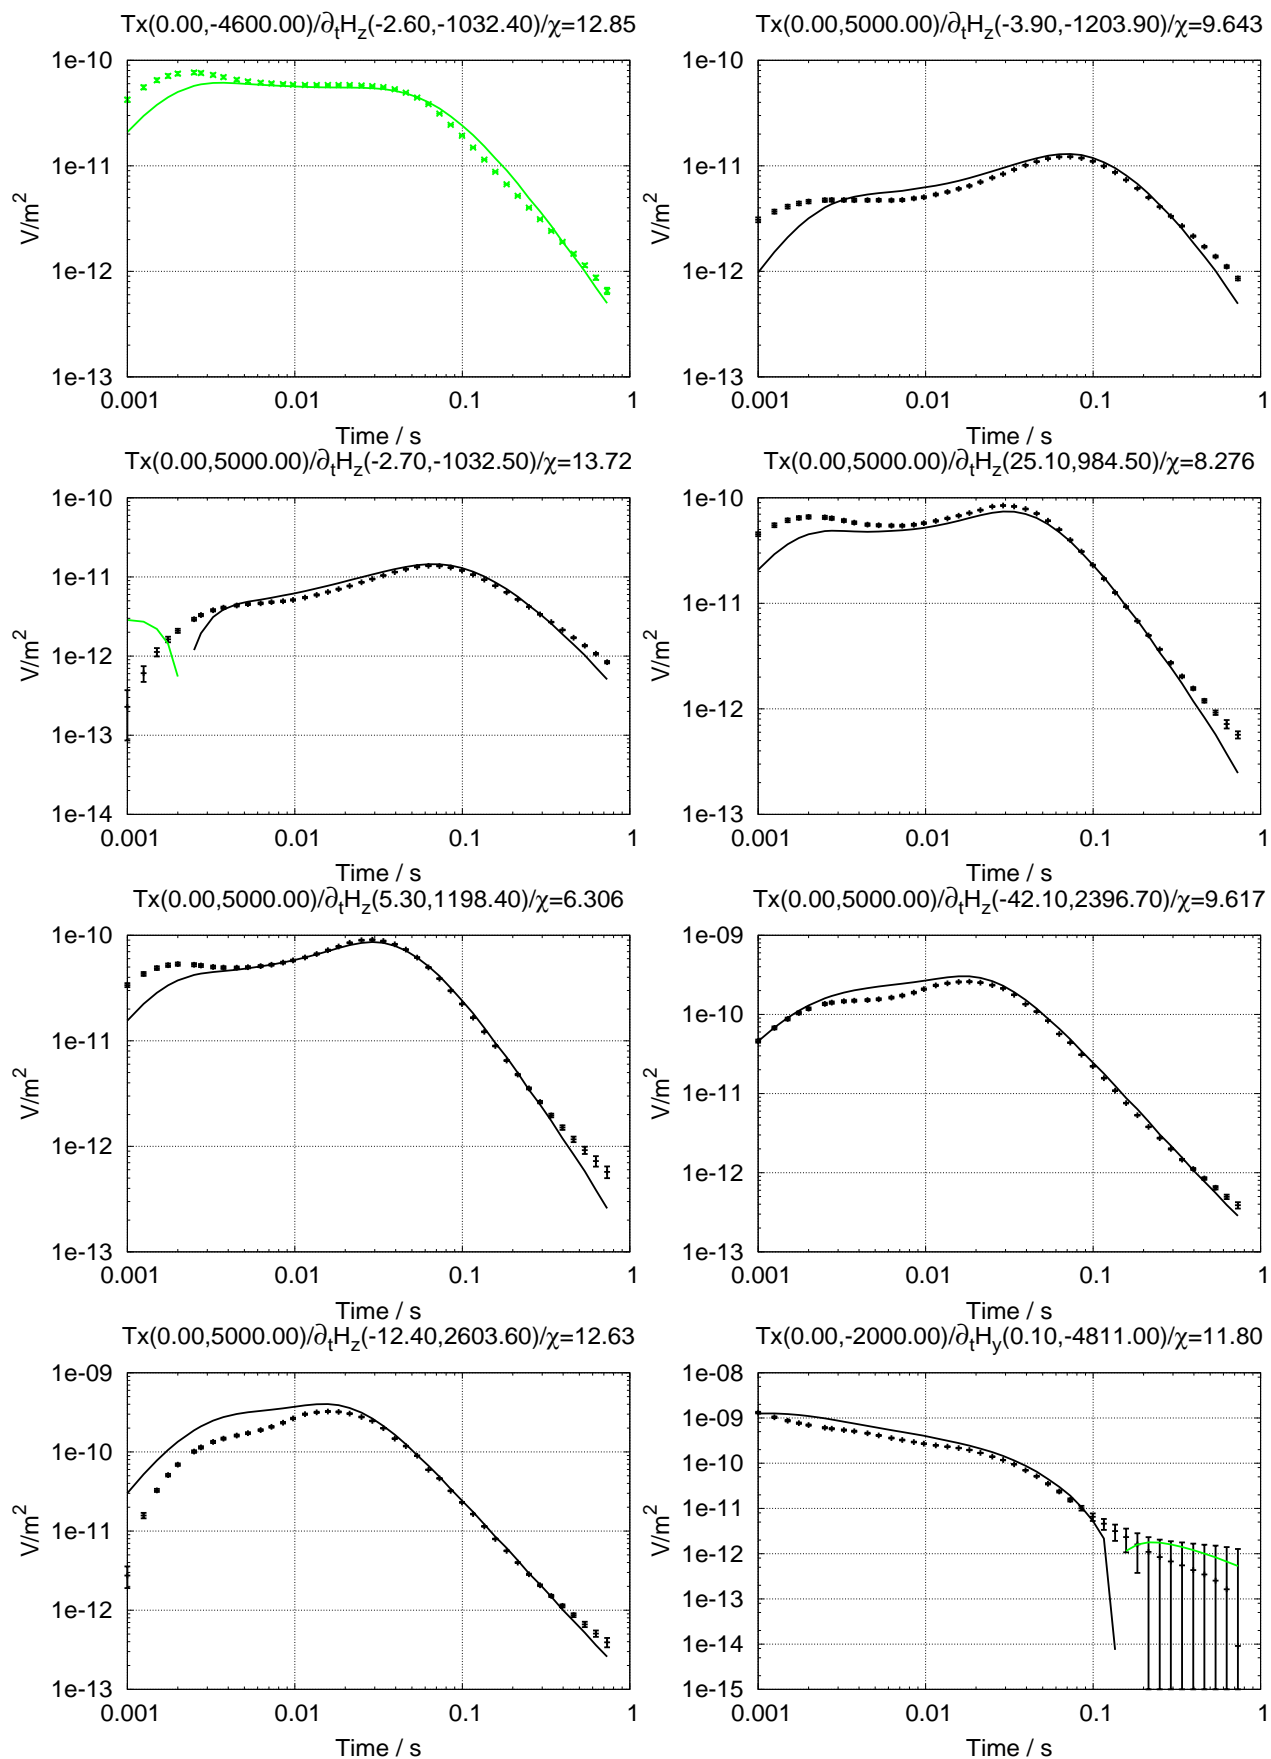 Tx(0.00,-4600.00)/∂tHz(-2.60,-1032.40)/χ=12.85
1e-10
1e-11
1e-12
1e-13
V/m²
0.001 0.01 0.1 1
Time / s
Tx(0.00,5000.00)/∂tHz(-3.90,-1203.90)/χ=9.643
1e-10
1e-11
1e-12
1e-13
V/m²
0.001 0.01 0.1 1
Time / s
Tx(0.00,5000.00)/∂tHz(-2.70,-1032.50)/χ=13.72
1e-10
1e-11
1e-12
1e-13
1e-14
V/m²
0.001 0.01 0.1 1
Time / s
Tx(0.00,5000.00)/∂tHz(25.10,984.50)/χ=8.276
1e-10
1e-11
1e-12
1e-13
V/m²
0.001 0.01 0.1 1
Time / s
Tx(0.00,5000.00)/∂tHz(5.30,1198.40)/χ=6.306
1e-10
1e-11
1e-12
1e-13
V/m²
0.001 0.01 0.1 1
Time / s
Tx(0.00,5000.00)/∂tHz(-42.10,2396.70)/χ=9.617
1e-09
1e-10
1e-11
1e-12
1e-13
V/m²
0.001 0.01 0.1 1
Time / s
Tx(0.00,5000.00)/∂tHz(-12.40,2603.60)/χ=12.63
1e-09
1e-10
1e-11
1e-12
1e-13
V/m²
0.001 0.01 0.1 1
Time / s
Tx(0.00,-2000.00)/∂tHy(0.10,-4811.00)/χ=11.80
1e-08
1e-09
1e-10
1e-11
1e-12
1e-13
1e-14
1e-15
V/m²
0.001 0.01 0.1 1
Time / s